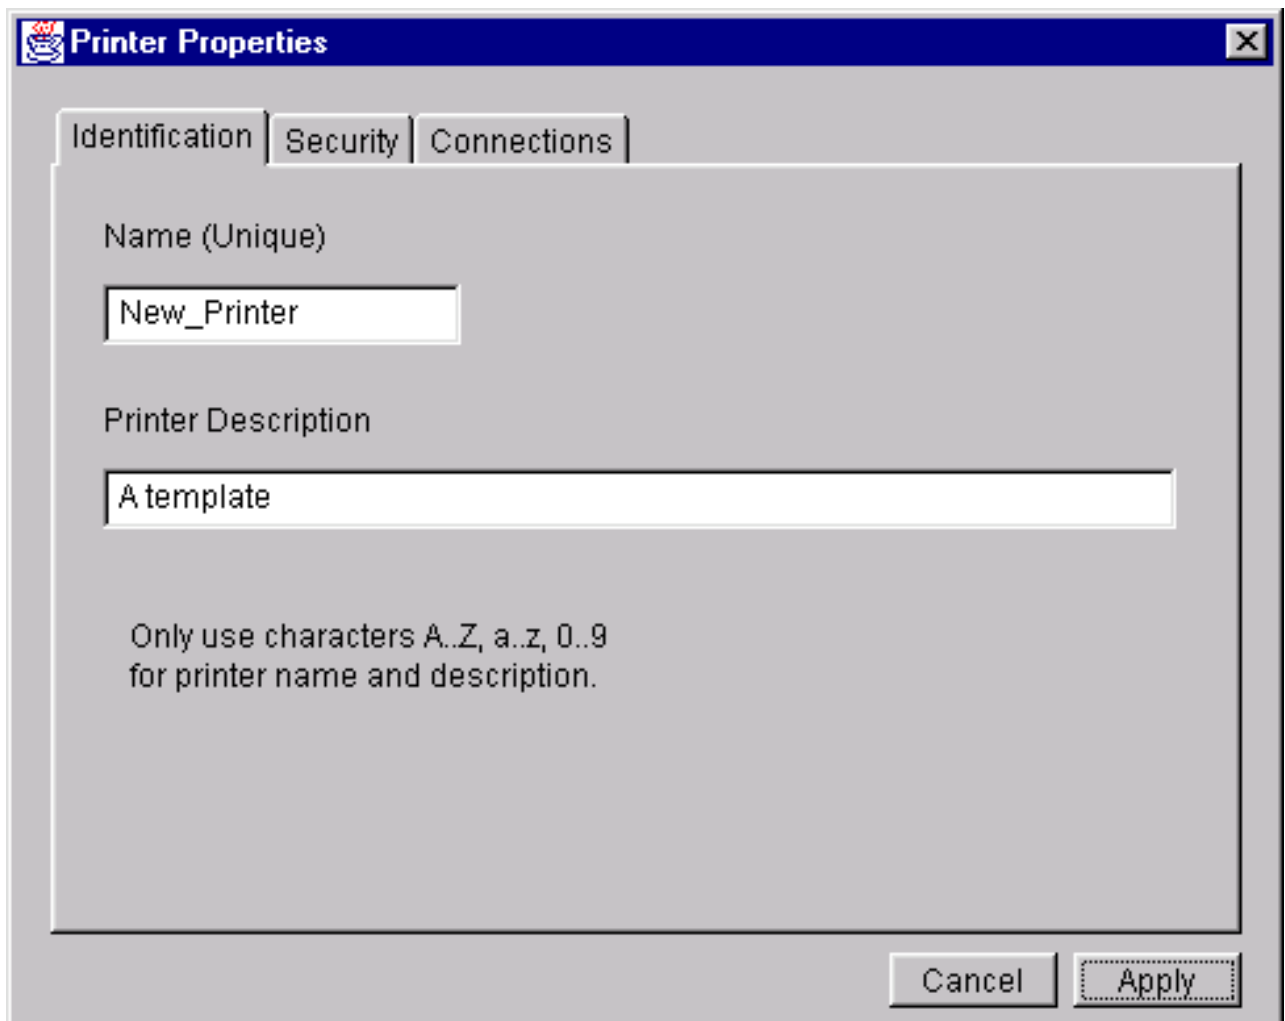 Printer Properties
Identification Security Connections
Name (Unique)
New_Printer
Printer Description
A template
Only use characters A..Z, a..z, 0..9
for printer name and description.
Cancel Apply